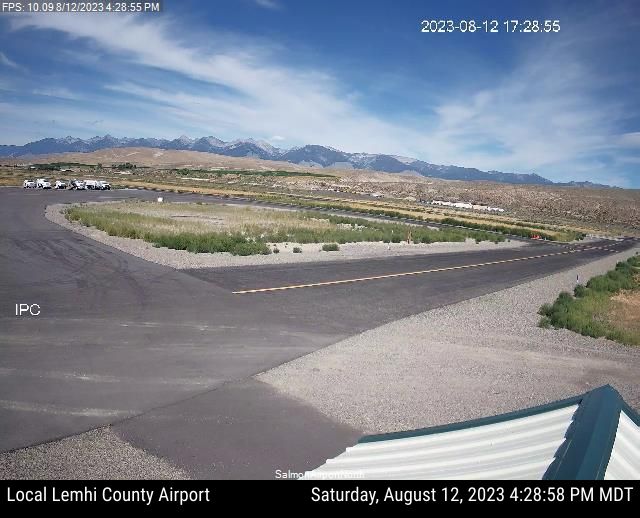 FPS: 10.09 8/12/2023 4:28:55 PM
2023-08-12 17:28:55
IPC
Local Lemhi County Airport
Saturday, August 12, 2023 4:28:58 PM MDT